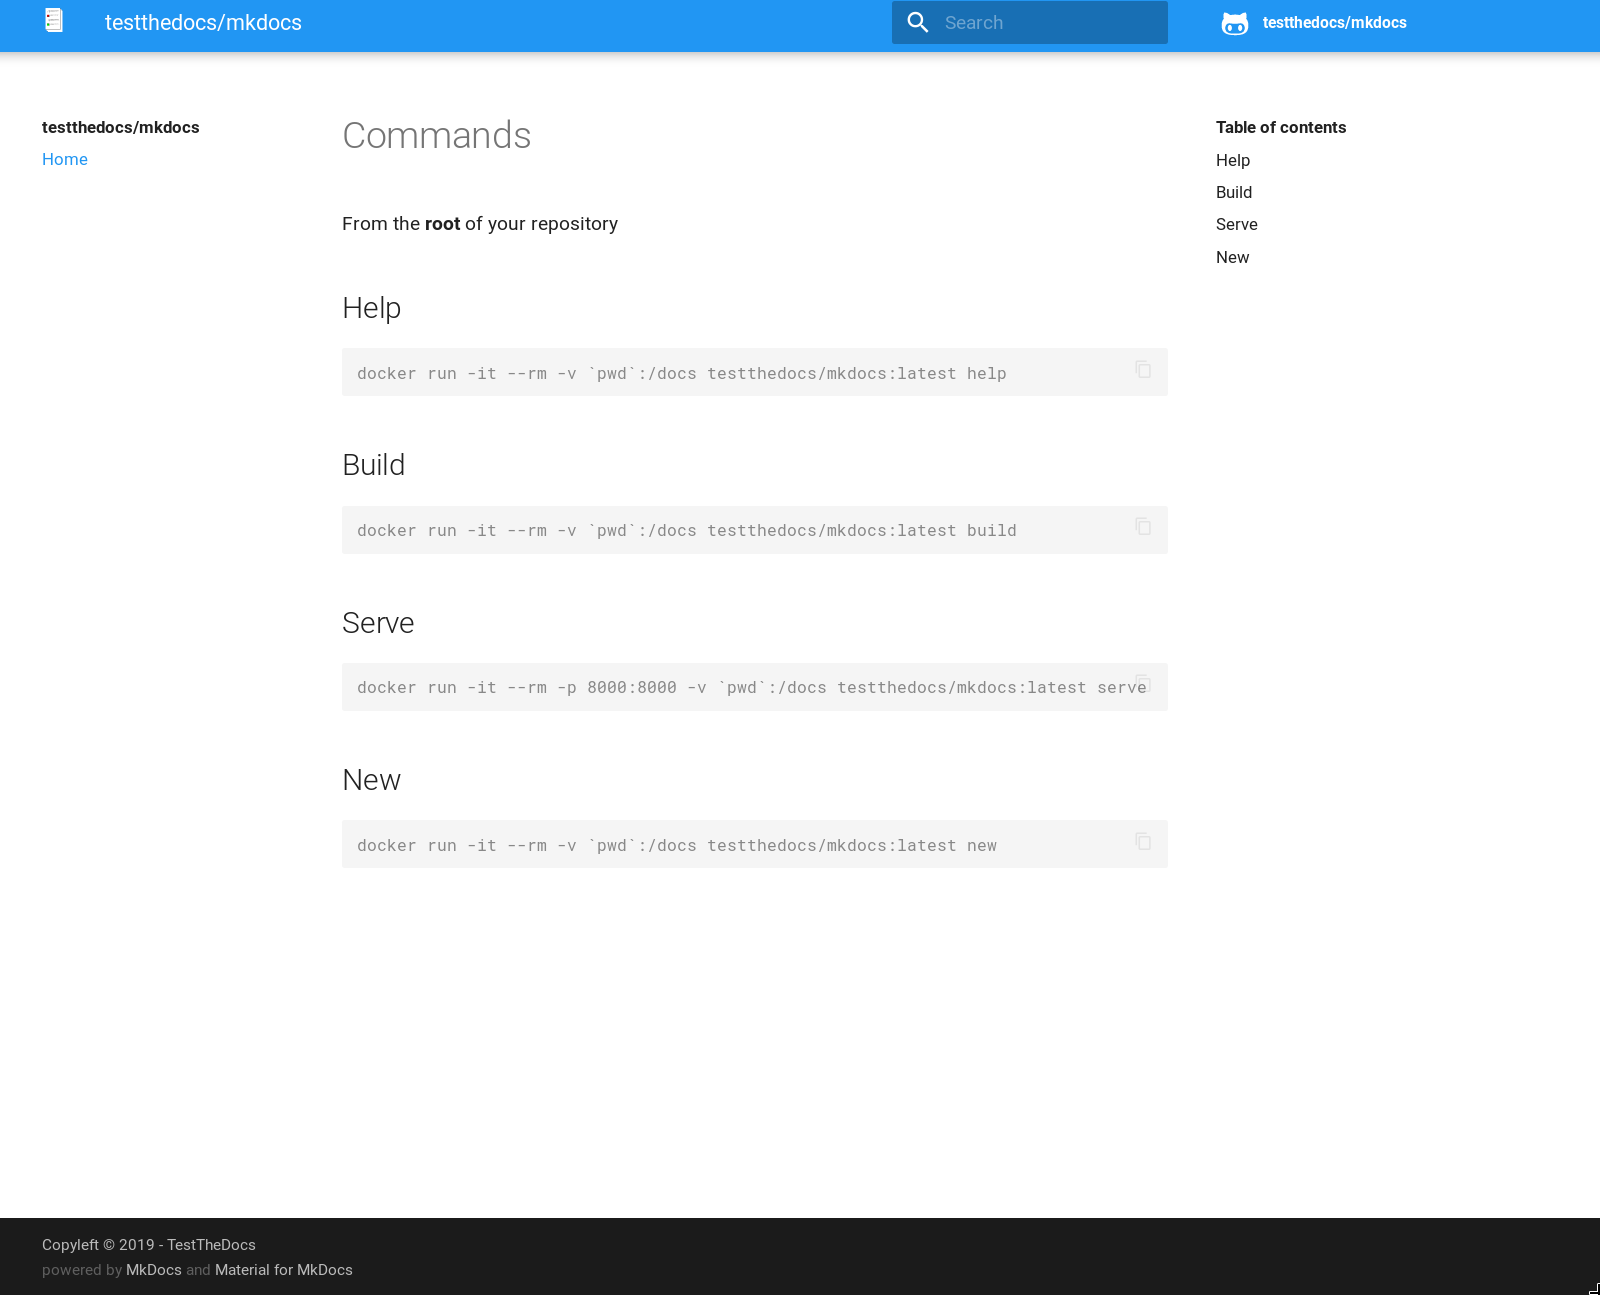 testthedocs/mkdocs
Search
testthedocs/mkdocs
testthedocs/mkdocs
Home
Commands
From the root of your repository
Help
docker run -it --rm -v `pwd`:/docs testthedocs/mkdocs:latest help
Build
docker run -it --rm -v `pwd`:/docs testthedocs/mkdocs:latest build
Serve
docker run -it --rm -p 8000:8000 -v `pwd`:/docs testthedocs/mkdocs:latest serve
New
docker run -it --rm -v `pwd`:/docs testthedocs/mkdocs:latest new
Table of contents
Help
Build
Serve
New
Copyleft © 2019 - TestTheDocs
powered by MkDocs and Material for MkDocs